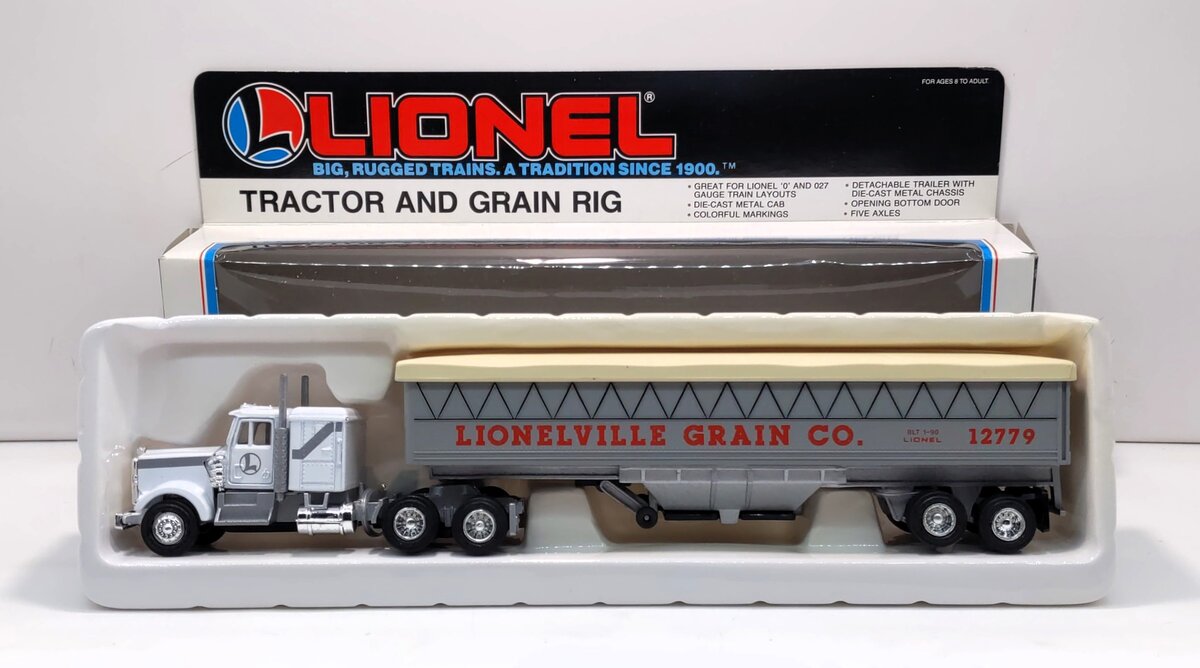 FOR AGES 8 TO ADULT
LIONEL®
BIG, RUGGED TRAINS. A TRADITION SINCE 1900.™
TRACTOR AND GRAIN RIG
• GREAT FOR LIONEL '0' AND 027
GAUGE TRAIN LAYOUTS
• DIE-CAST METAL CAB
• COLORFUL MARKINGS
• DETACHABLE TRAILER WITH
DIE-CAST METAL CHASSIS
• OPENING BOTTOM DOOR
• FIVE AXLES
LIONELVILLE GRAIN CO.
BLT 1-90
LIONEL
12779
L